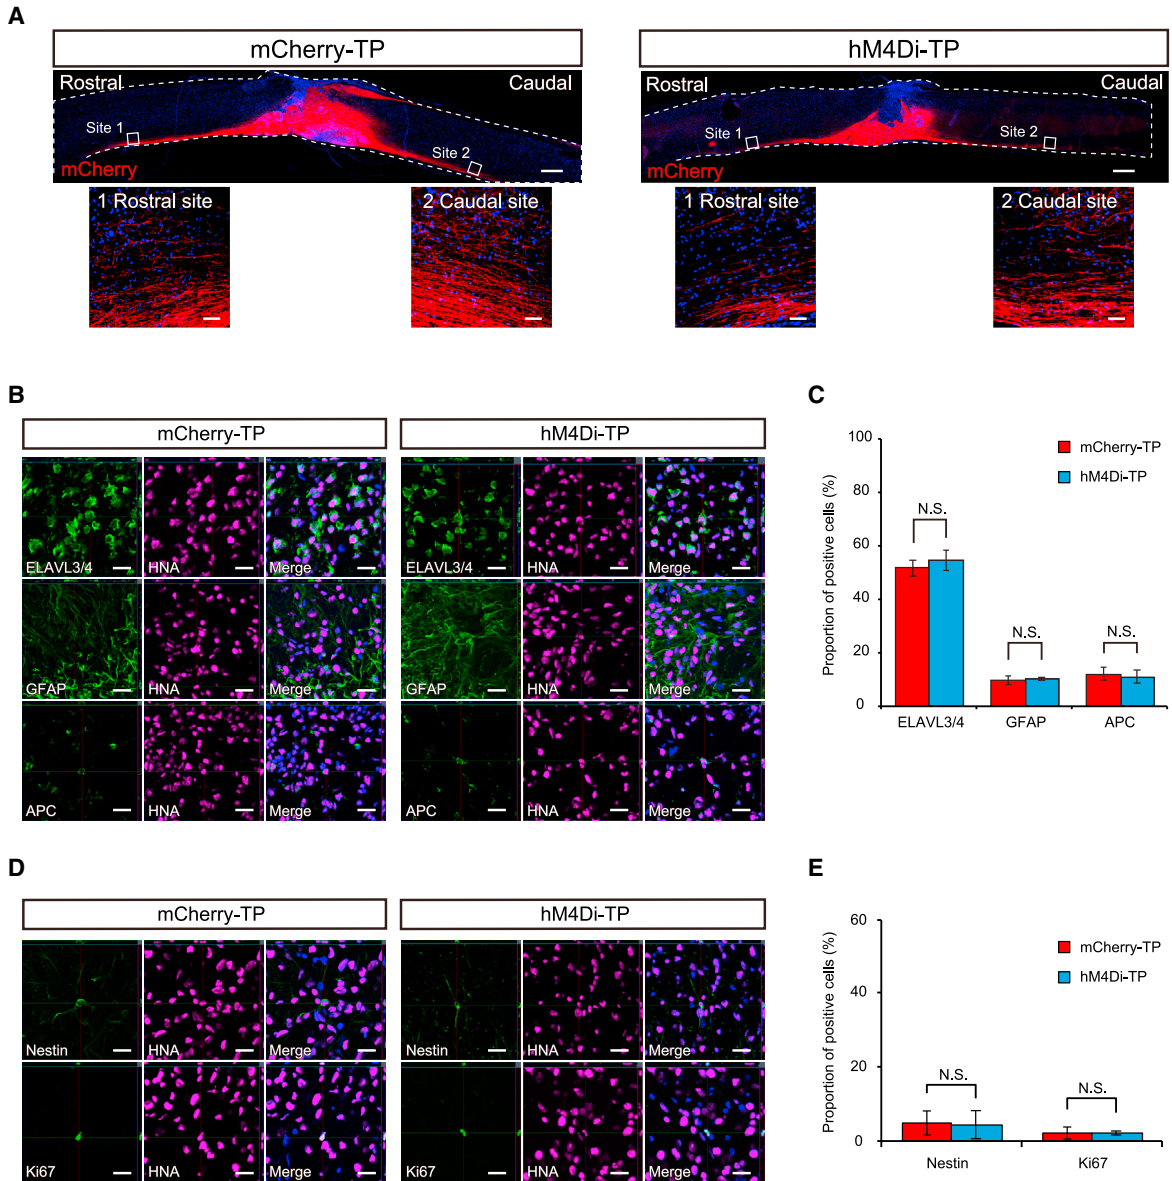 A
mCherry-TP
Rostral
Caudal
Site 1
Site 2
mCherry
1 Rostral site
2 Caudal site
hM4Di-TP
Rostral
Caudal
Site 1
Site 2
mCherry
1 Rostral site
2 Caudal site
B
mCherry-TP
hM4Di-TP
ELAVL3/4
HNA
Merge
ELAVL3/4
HNA
Merge
GFAP
HNA
Merge
GFAP
HNA
Merge
APC
HNA
Merge
APC
HNA
Merge
C
Proportion of positive cells (%)
100
80
60
40
20
0
mCherry-TP
hM4Di-TP
N.S.
N.S.
N.S.
ELAVL3/4
GFAP
APC
D
mCherry-TP
hM4Di-TP
Nestin
HNA
Merge
Nestin
HNA
Merge
Ki67
HNA
Merge
Ki67
HNA
Merge
E
Proportion of positive cells (%)
60
40
20
0
mCherry-TP
hM4Di-TP
N.S.
N.S.
Nestin
Ki67